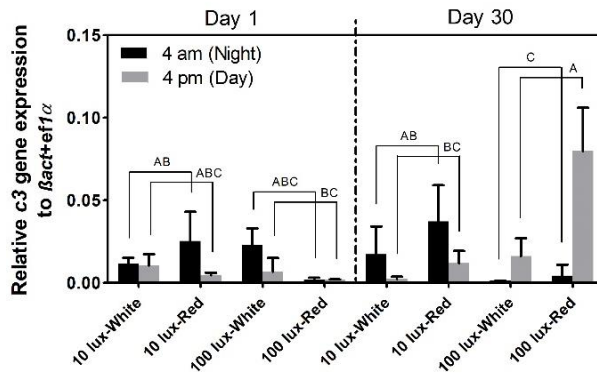 Day 1
Day 30
Relative c3 gene expression
to ßact+ef1α
0.15
0.10
0.05
0.00
4 am (Night)
4 pm (Day)
AB
ABC
ABC
BC
AB
BC
C
A
10 lux-White
10 lux-Red
100 lux-White
100 lux-Red
10 lux-White
10 lux-Red
100 lux-White
100 lux-Red